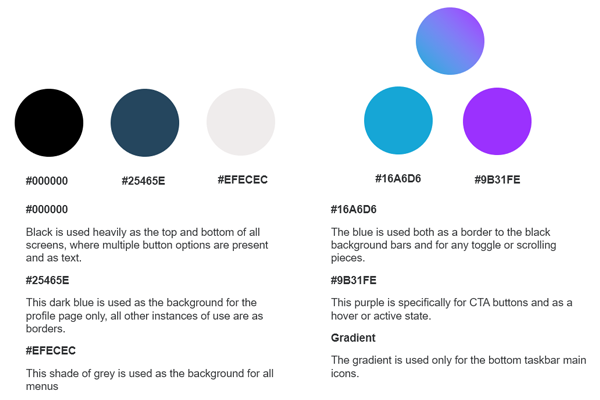 #000000
#25465E
#EFECEC
#16A6D6
#9B31FE
#000000
Black is used heavily as the top and bottom of all
screens, where multiple button options are present
and as text.
#25465E
This dark blue is used as the background for the
profile page only, all other instances of use are as
borders.
#EFECEC
This shade of grey is used as the background for all
menus
#16A6D6
The blue is used both as a border to the black
background bars and for any toggle or scrolling
pieces.
#9B31FE
This purple is specifically for CTA buttons and as a
hover or active state.
Gradient
The gradient is used only for the bottom taskbar main
icons.